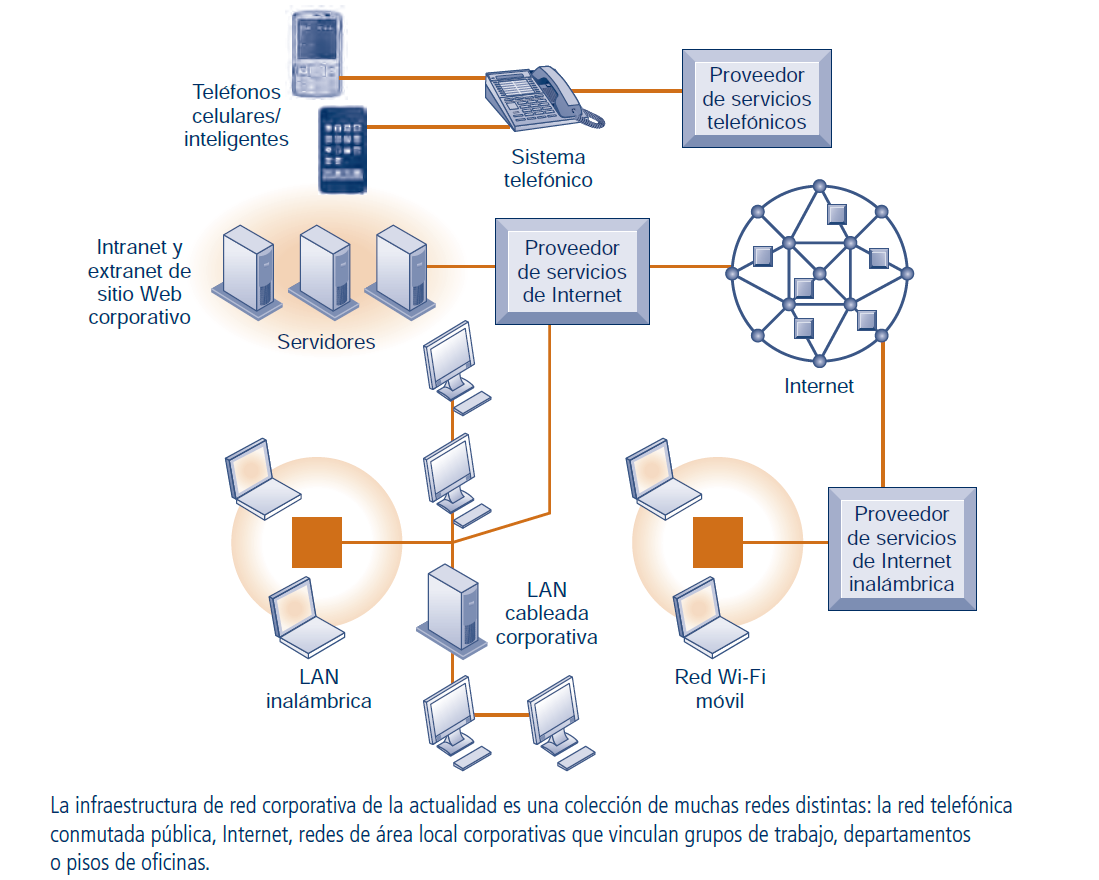 Teléfonos
celulares/
inteligentes
Sistema
telefónico
Proveedor
de servicios
telefónicos
Intranet y
extranet de
sitio Web
corporativo
Servidores
Proveedor
de servicios
de Internet
Internet
LAN
inalámbrica
LAN
cableada
corporativa
Red Wi-Fi
móvil
Proveedor
de servicios
de Internet
inalámbrica
La infraestructura de red corporativa de la actualidad es una colección de muchas redes distintas: la red telefónica
conmutada pública, Internet, redes de área local corporativas que vinculan grupos de trabajo, departamentos
o pisos de oficinas.